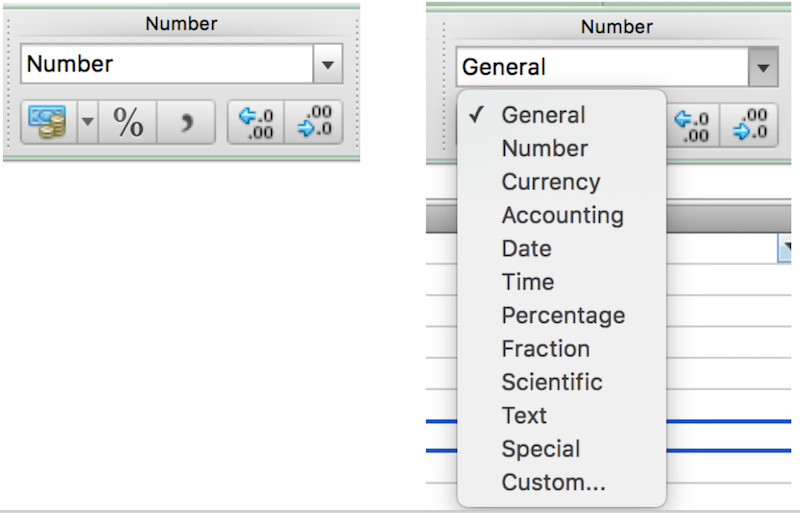 Number
Number
% , .0 .00 .00 .0
Number
General
.0 .00 .00 .0
✓ General
Number
Currency
Accounting
Date
Time
Percentage
Fraction
Scientific
Text
Special
Custom...